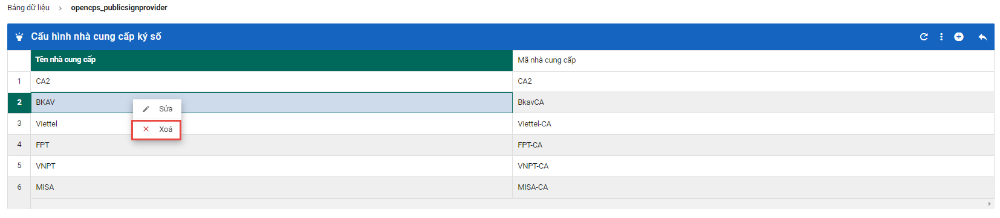 Bảng dữ liệu > opencps_publicsignprovider
Cấu hình nhà cung cấp ký số
Tên nhà cung cấp Mã nhà cung cấp
1 CA2 CA2
2 BKAV BkavCA
Sửa
3 Viettel Viettel-CA
Xoá
4 FPT FPT-CA
5 VNPT VNPT-CA
6 MISA MISA-CA